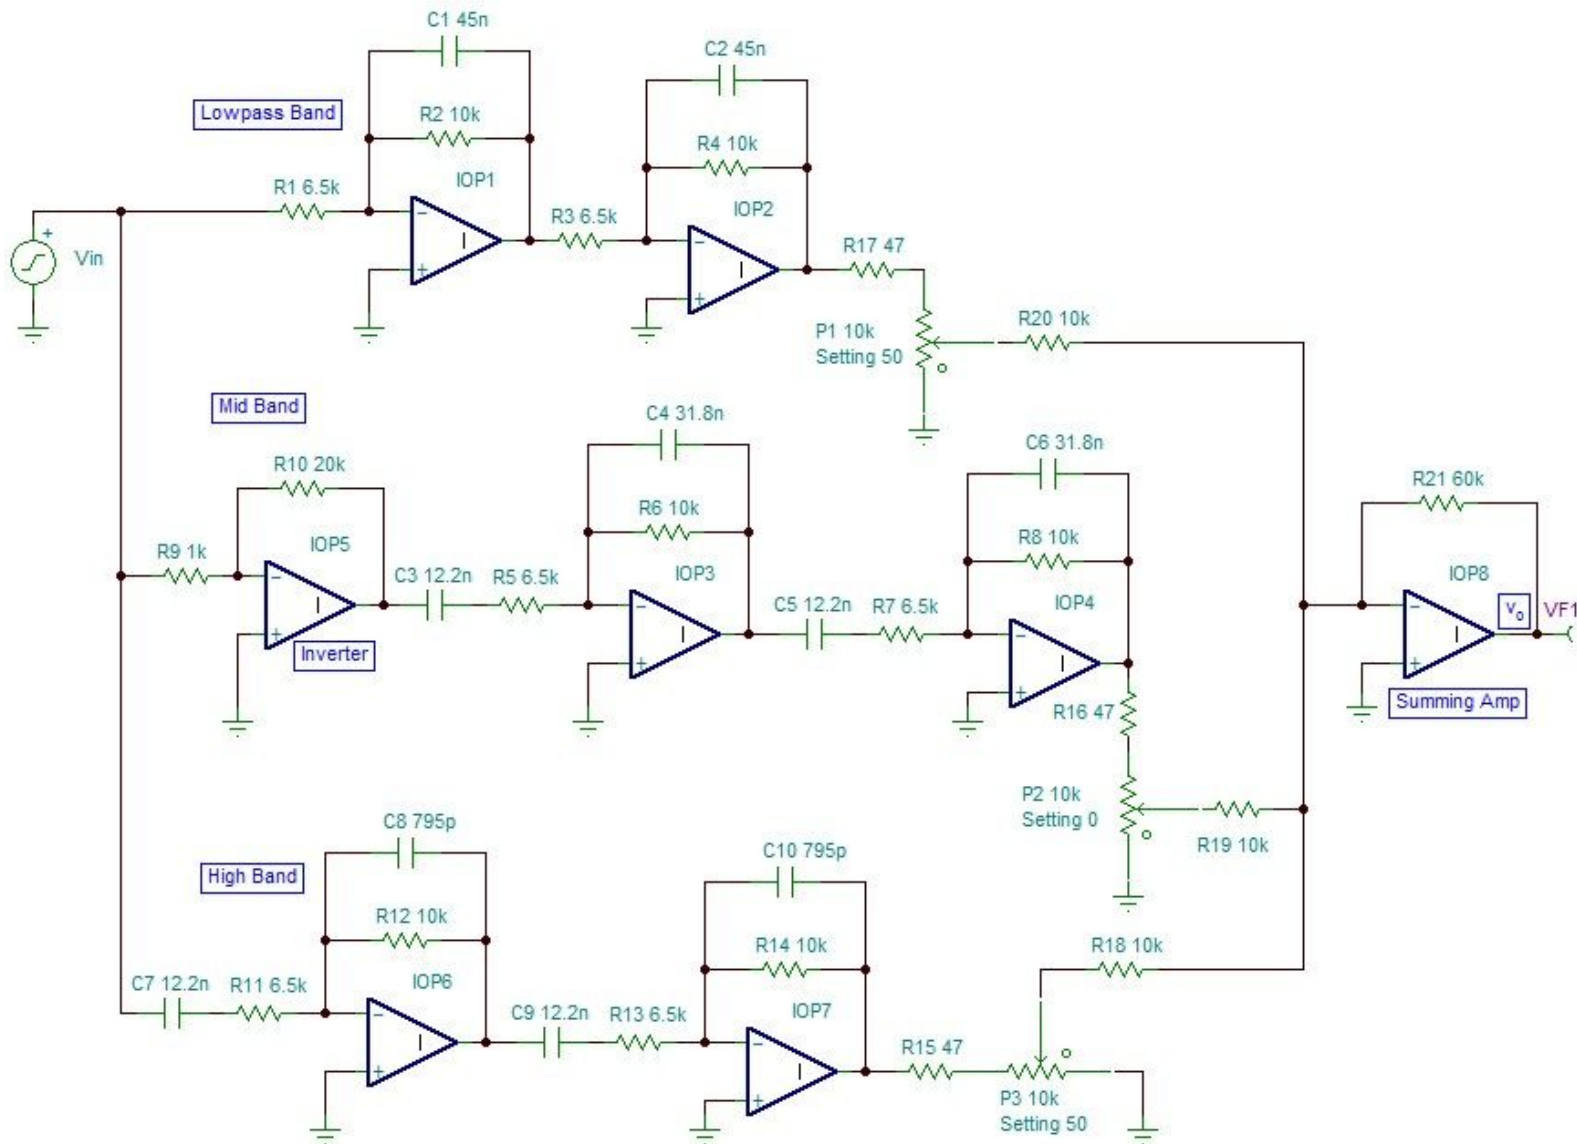 C1 45n
C2 45n
Lowpass Band
R2 10k
R4 10k
IOP1
R1 6.5k
IOP2
R3 6.5k
+
Vin
R17 47
P1 10k
Setting 50
R20 10k
Mid Band
C4 31.8n
C6 31.8n
R10 20k
R21 60k
R6 10k
R8 10k
R9 1k
IOP5
C3 12.2n
R5 6.5k
IOP3
C5 12.2n
R7 6.5k
IOP4
IOP8
vo
VF1
Inverter
R16 47
Summing Amp
P2 10k
Setting 0
R19 10k
C8 795p
C10 795p
High Band
R12 10k
R14 10k
R18 10k
C7 12.2n
R11 6.5k
IOP6
C9 12.2n
R13 6.5k
IOP7
R15 47
P3 10k
Setting 50